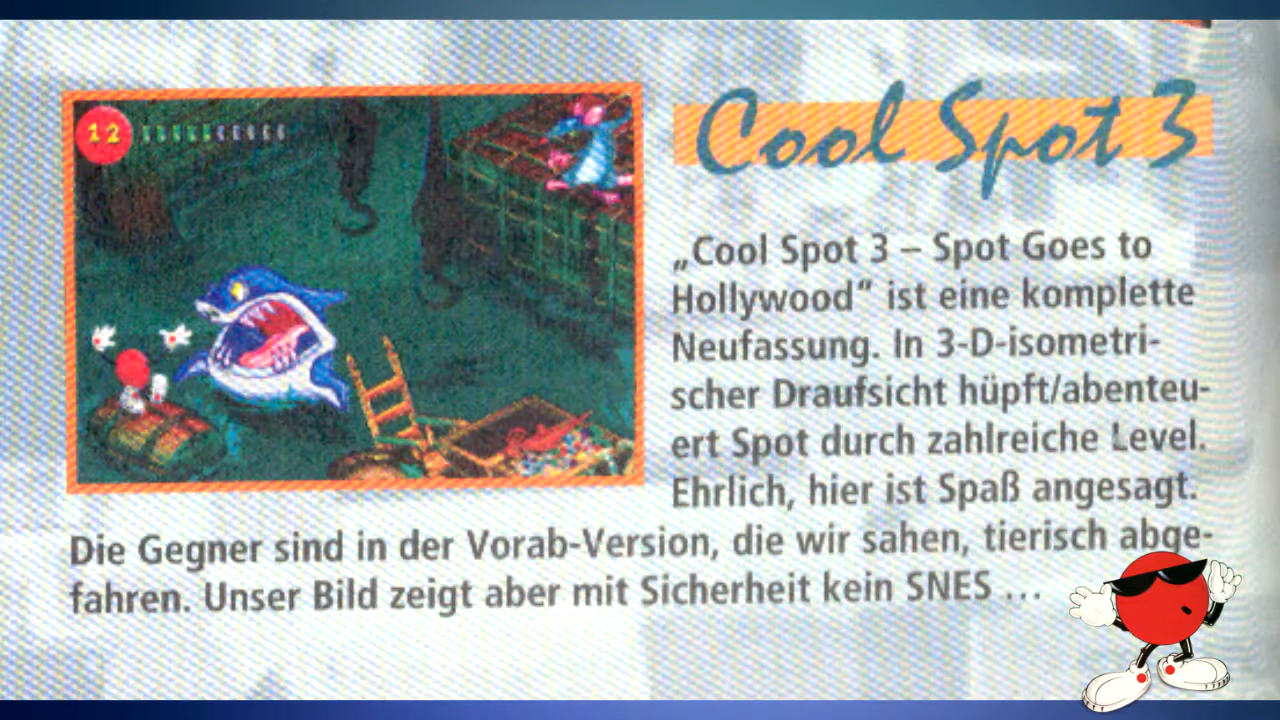 12
Cool Spot 3
„Cool Spot 3 – Spot Goes to
Hollywood“ ist eine komplette
Neufassung. In 3-D-isometri-
scher Draufsicht hüpft/abenteu-
ert Spot durch zahlreiche Level.
Ehrlich, hier ist Spaß angesagt.
Die Gegner sind in der Vorab-Version, die wir sahen, tierisch abge-
fahren. Unser Bild zeigt aber mit Sicherheit kein SNES ...